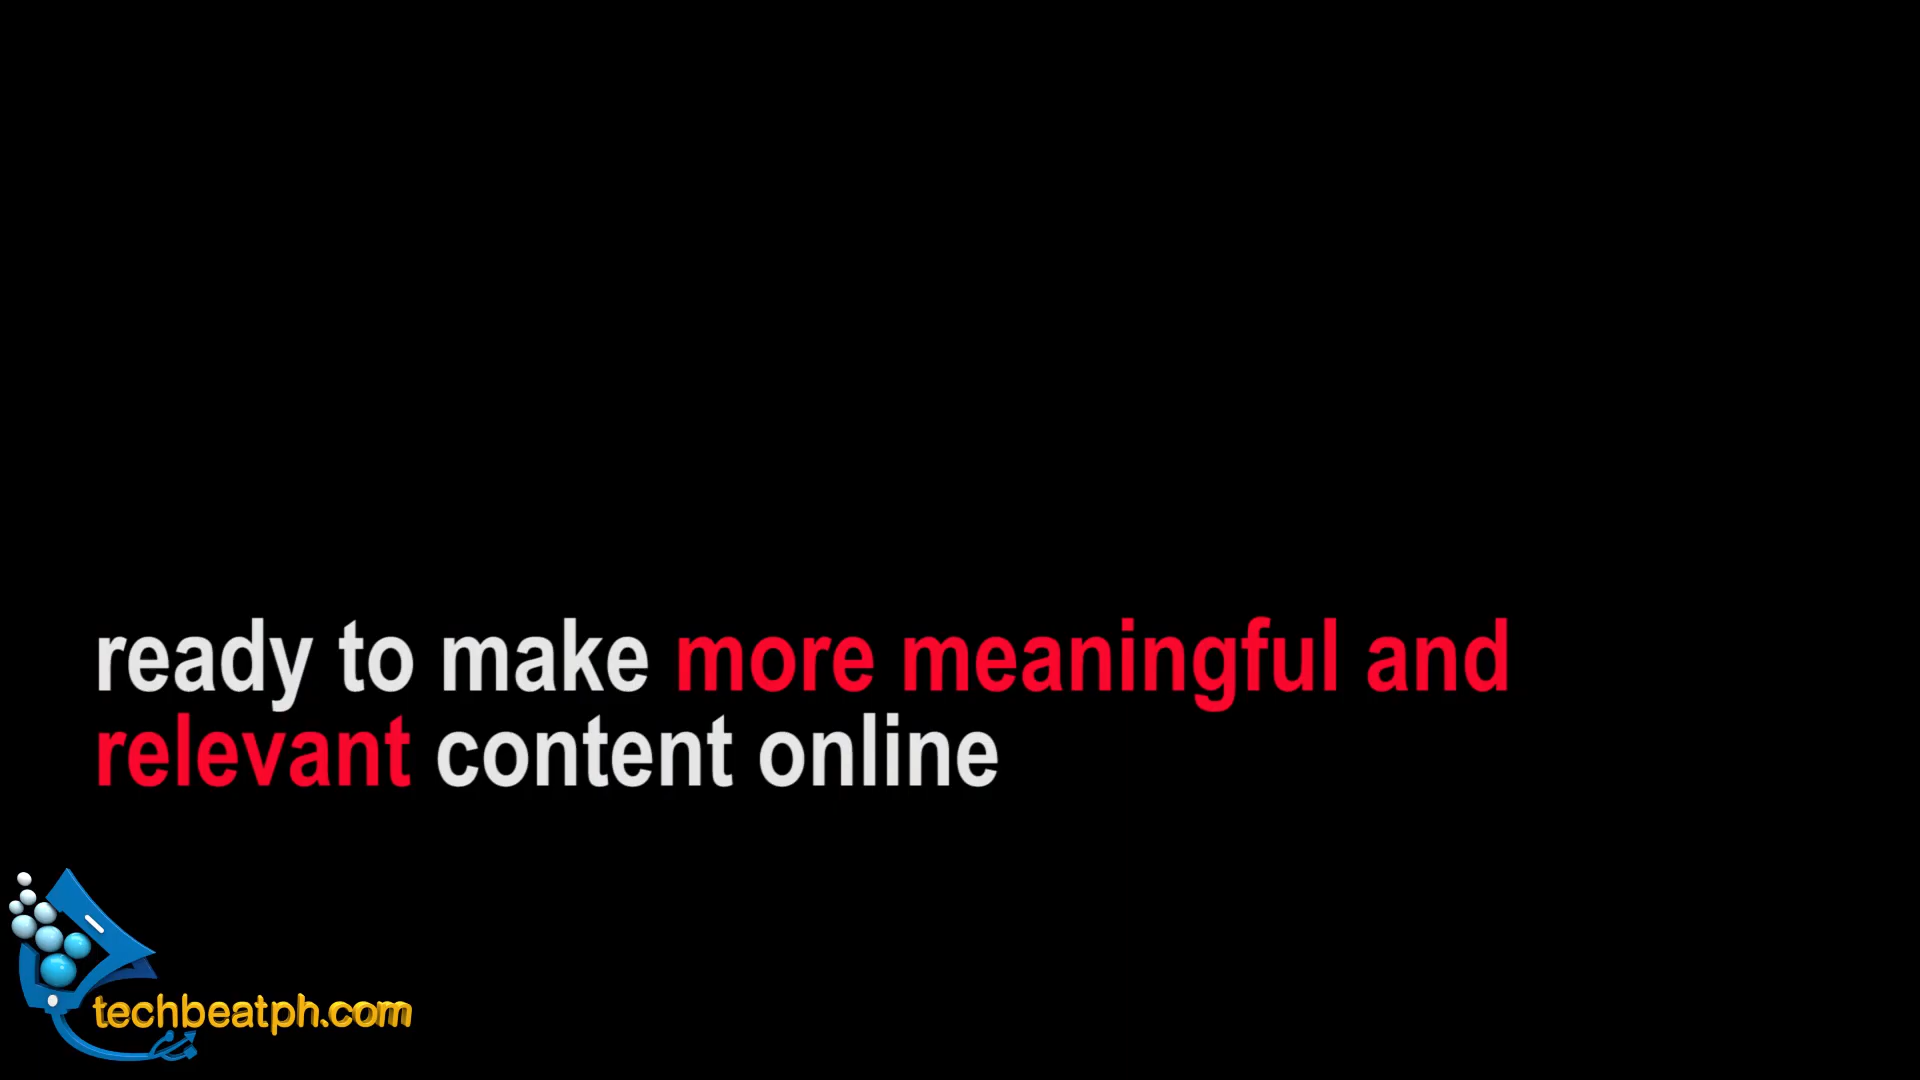 ready to make more meaningful and
relevant content online
techbeatph.com